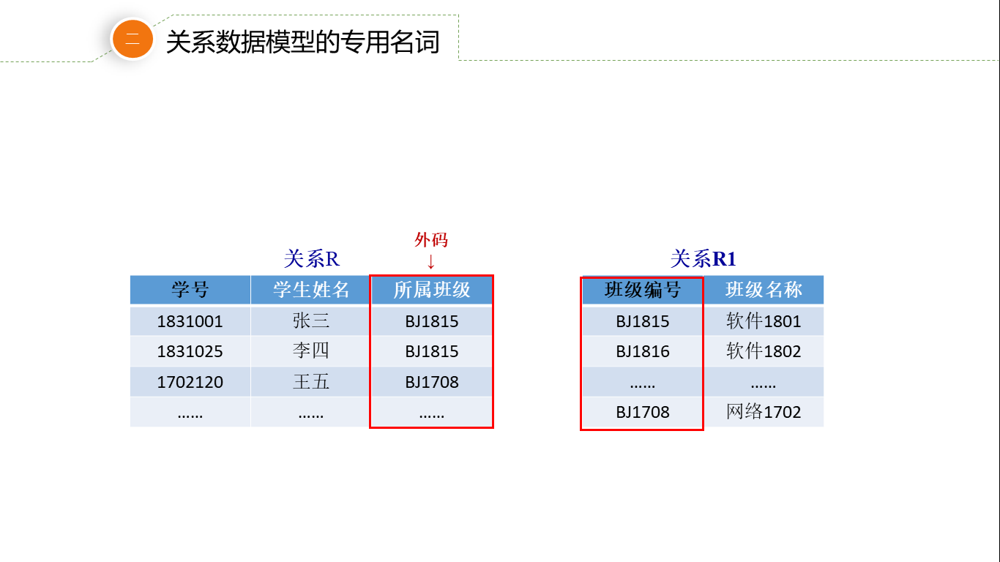 二
关系数据模型的专用名词
外码
↓
关系R
学号 学生姓名 所属班级
1831001 张三 BJ1815
1831025 李四 BJ1815
1702120 王五 BJ1708
…… …… ……
关系R1
班级编号 班级名称
BJ1815 软件1801
BJ1816 软件1802
…… ……
BJ1708 网络1702